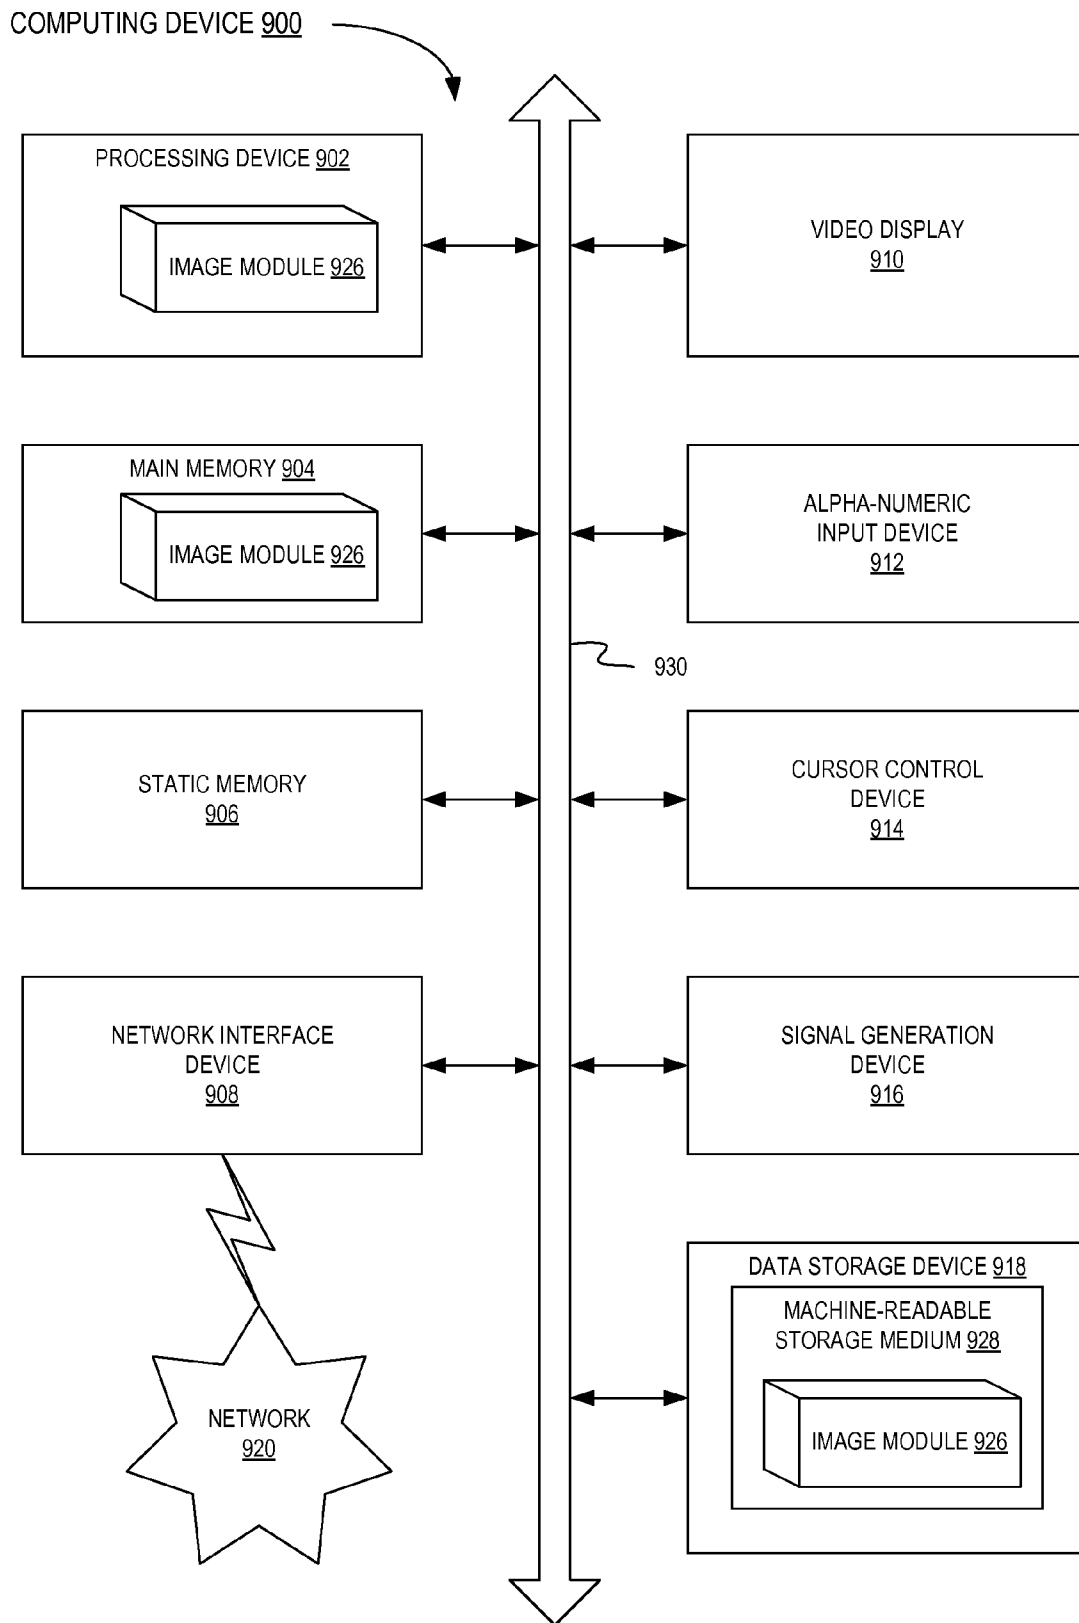 COMPUTING DEVICE 900
PROCESSING DEVICE 902
IMAGE MODULE 926
VIDEO DISPLAY
910
MAIN MEMORY 904
IMAGE MODULE 926
ALPHA-NUMERIC
INPUT DEVICE
912
930
STATIC MEMORY
906
CURSOR CONTROL
DEVICE
914
NETWORK INTERFACE
DEVICE
908
SIGNAL GENERATION
DEVICE
916
DATA STORAGE DEVICE 918
MACHINE-READABLE
STORAGE MEDIUM 928
IMAGE MODULE 926
NETWORK
920